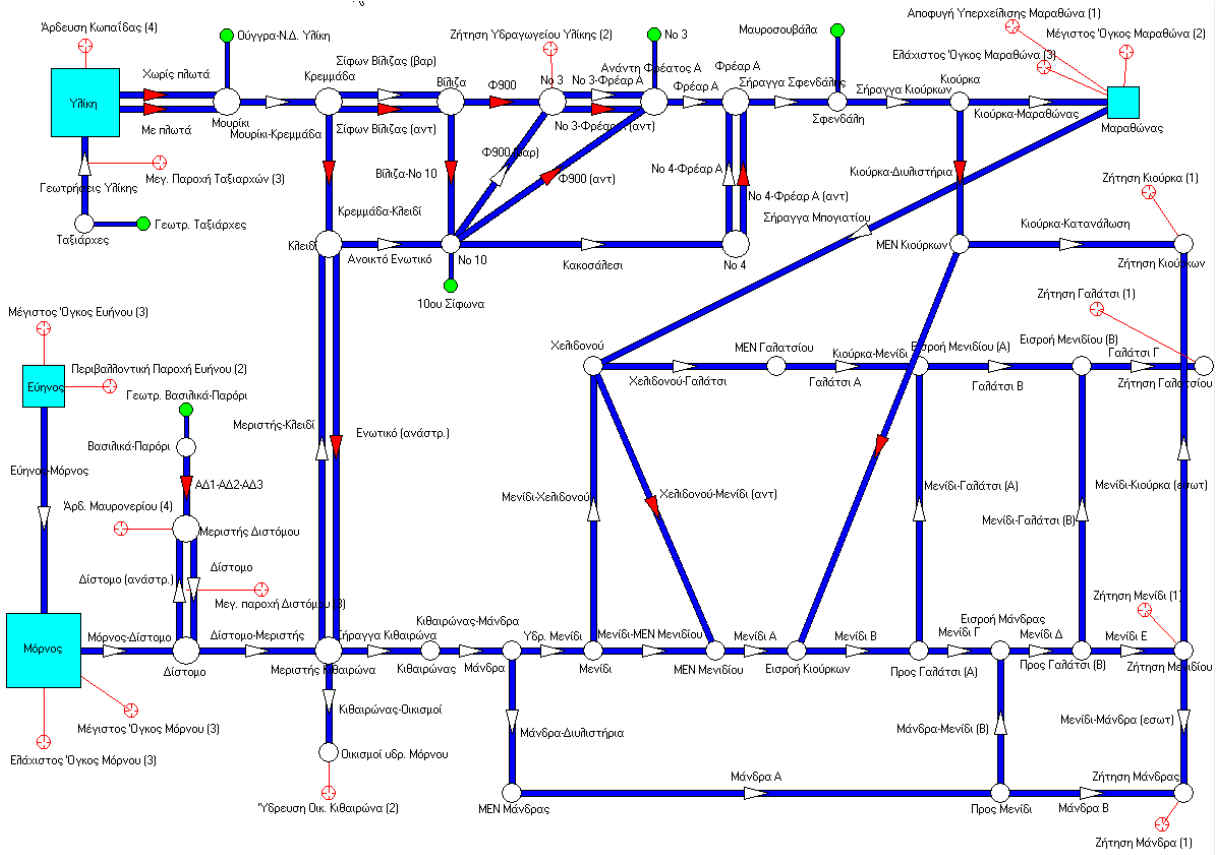 Άρδευση Κωπαΐδας (4)
Ούγγρα-Ν.Δ. Υλίκη
Ζήτηση Υδραγωγείου Υλίκης (2)
Νο 3
Μαυροσουβάλα
Αποφυγή Υπερχείλισης Μαραθώνα (1)
Μέγιστος Όγκος Μαραθώνα (2)
Ελάχιστος Όγκος Μαραθώνα (3)
Χωρίς πλωτά
Κρεμμάδα
Σίφων Βίλιζας (βαρ)
Βίλιζα
Φ900
Νο 3
Νο 3-Φρέαρ Α
Ανάντη Φρέατος Α
Φρέαρ Α
Φρέαρ Α
Σήραγγα Σφενδάλης
Σήραγγα Κιούρκων
Κιούρκα
Υλίκη
Με πλωτά
Μουρίκι
Μουρίκι-Κρεμμάδα
Σίφων Βίλιζας (αντ)
Νο 3-Φρέαρ Α (αντ)
Σφενδάλη
Κιούρκα-Μαραθώνας
Μαραθώνας
Μεγ. Παροχή Ταξιαρχών (3)
Γεωτρήσεις Υλίκης
Βίλιζα-Νο 10
Φ900 (βαρ)
Φ900 (αντ)
Νο 4-Φρέαρ Α
Νο 4-Φρέαρ Α (αντ)
Κιούρκα-Διυλιστήρια
Ζήτηση Κιούρκα (1)
Γεωτρ. Ταξιάρχες
Ταξιάρχες
Κρεμμάδα-Κλειδί
Κλειδί
Σήραγγα Μπογιατίου
ΜΕΝ Κιούρκων
Κιούρκα-Κατανάλωση
Ζήτηση Κιούρκων
Ανοικτό Ενωτικό
Νο 10
Κακοσάλεσι
Νο 4
10ου Σίφωνα
Ζήτηση Γαλάτσι (1)
Μέγιστος Όγκος Ευήνου (3)
Χελιδονού
ΜΕΝ Γαλατσίου
Κιούρκα-Μενίδι
Εισροή Μενιδίου (Α)
Εισροή Μενιδίου (Β)
Γαλάτσι Γ
Περιβαλλοντική Παροχή Ευήνου (2)
Εύηνος
Χελιδονού-Γαλάτσι
Γαλάτσι Α
Γαλάτσι Β
Ζήτηση Γαλατσίου
Γεωτρ. Βασιλικά-Παρόρι
Μεριστής-Κλειδί
Ενωτικό (ανάστρ.)
Βασιλικά-Παρόρι
Εύηνος-Μόρνος
ΑΔ1-ΑΔ2-ΑΔ3
Μενίδι-Χελιδονού
Χελιδονού-Μενίδι (αντ)
Μενίδι-Γαλάτσι (Α)
Μενίδι-Κιούρκα (εσωτ)
Μενίδι-Γαλάτσι (Β)
Άρδ. Μαυρονερίου (4)
Μεριστής Διστόμου
Δίστομο (ανάστρ.)
Δίστομο
Μεγ. παροχή Διστόμου (3)
Ζήτηση Μενίδι (1)
Μόρνος-Δίστομο
Δίστομο-Μεριστής
Σήραγγα Κιθαιρώνα
Κιθαιρώνας-Μάνδρα
Υδρ. Μενίδι
Μενίδι-ΜΕΝ Μενιδίου
Μενίδι Α
Μενίδι Β
Μενίδι Γ
Εισροή Μάνδρας
Μενίδι Δ
Μενίδι Ε
Μόρνος
Δίστομο
Μεριστής Κιθαιρώνα
Κιθαιρώνας
Μάνδρα
Μενίδι
ΜΕΝ Μενιδίου
Εισροή Κιούρκων
Προς Γαλάτσι (Α)
Προς Γαλάτσι (Β)
Ζήτηση Μενιδίου
Κιθαιρώνας-Οικισμοί
Μέγιστος Όγκος Μόρνου (3)
Μάνδρα-Διυλιστήρια
Μάνδρα-Μενίδι (Β)
Μενίδι-Μάνδρα (εσωτ)
Ελάχιστος Όγκος Μόρνου (3)
Οικισμοί υδρ. Μόρνου
Μάνδρα Α
Ζήτηση Μάνδρας
Ύδρευση Οικ. Κιθαιρώνα (2)
ΜΕΝ Μάνδρας
Προς Μενίδι
Μάνδρα Β
Ζήτηση Μάνδρα (1)